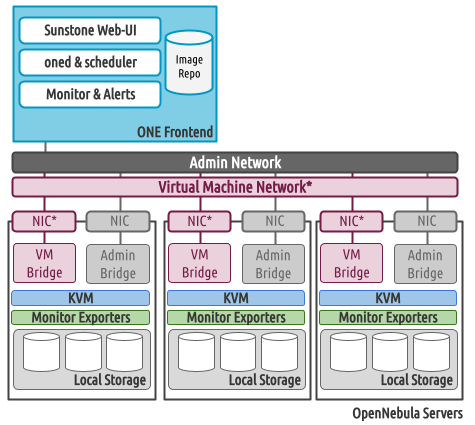 Sunstone Web-UI
oned & scheduler
Monitor & Alerts
Image
Repo
ONE Frontend
Admin Network
Virtual Machine Network*
NIC*
NIC
NIC*
NIC
NIC*
NIC
VM
Bridge
Admin
Bridge
VM
Bridge
Admin
Bridge
VM
Bridge
Admin
Bridge
KVM
KVM
KVM
Monitor Exporters
Monitor Exporters
Monitor Exporters
Local Storage
Local Storage
Local Storage
OpenNebula Servers